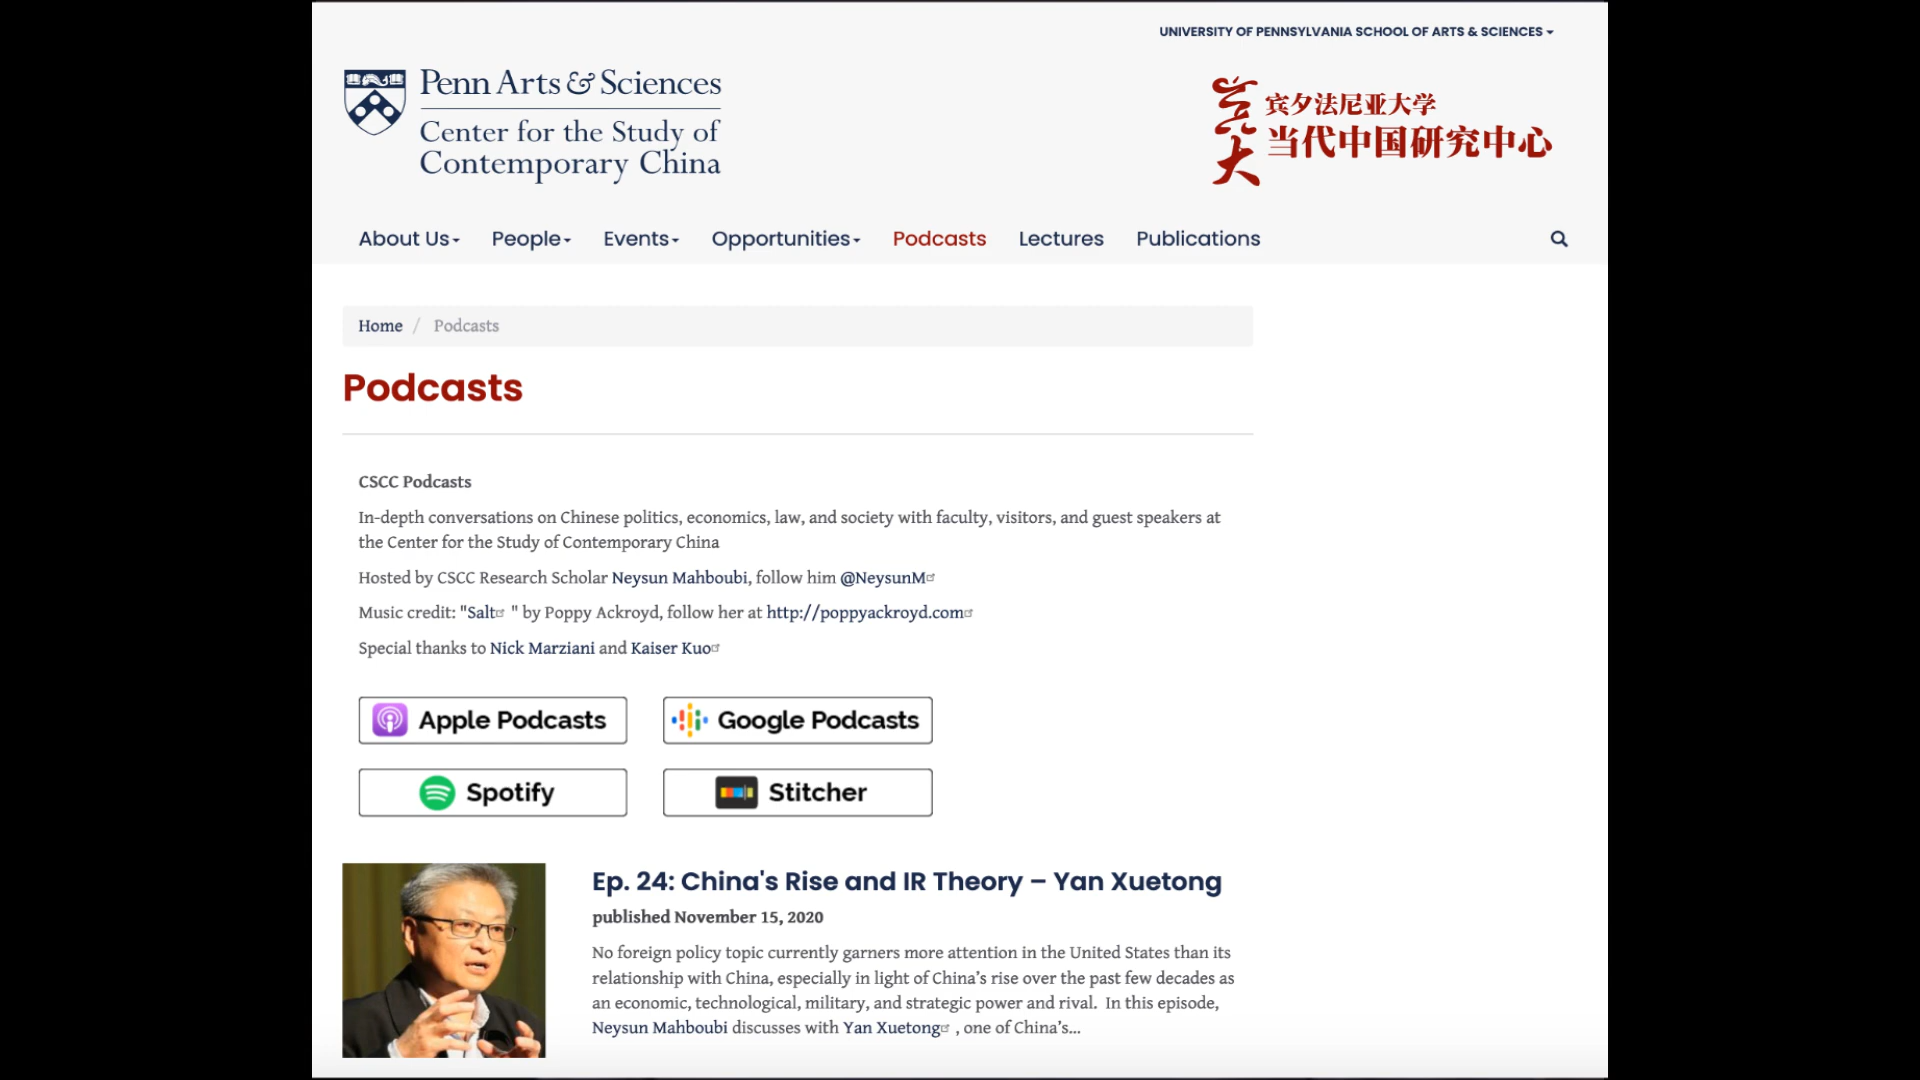 UNIVERSITY OF PENNSYLVANIA SCHOOL OF ARTS & SCIENCES
Penn Arts & Sciences
Center for the Study of
Contemporary China
宾夕法尼亚大学
当代中国研究中心
About Us
People
Events
Opportunities
Podcasts
Lectures
Publications
Home / Podcasts
Podcasts
CSCC Podcasts
In-depth conversations on Chinese politics, economics, law, and society with faculty, visitors, and guest speakers at
the Center for the Study of Contemporary China
Hosted by CSCC Research Scholar Neysun Mahboubi, follow him @NeysunM
Music credit: "Salt " by Poppy Ackroyd, follow her at http://poppyackroyd.com
Special thanks to Nick Marziani and Kaiser Kuo
Apple Podcasts
Google Podcasts
Spotify
Stitcher
Ep. 24: China's Rise and IR Theory – Yan Xuetong
published November 15, 2020
No foreign policy topic currently garners more attention in the United States than its
relationship with China, especially in light of China’s rise over the past few decades as
an economic, technological, military, and strategic power and rival.  In this episode,
Neysun Mahboubi discusses with Yan Xuetong , one of China’s...